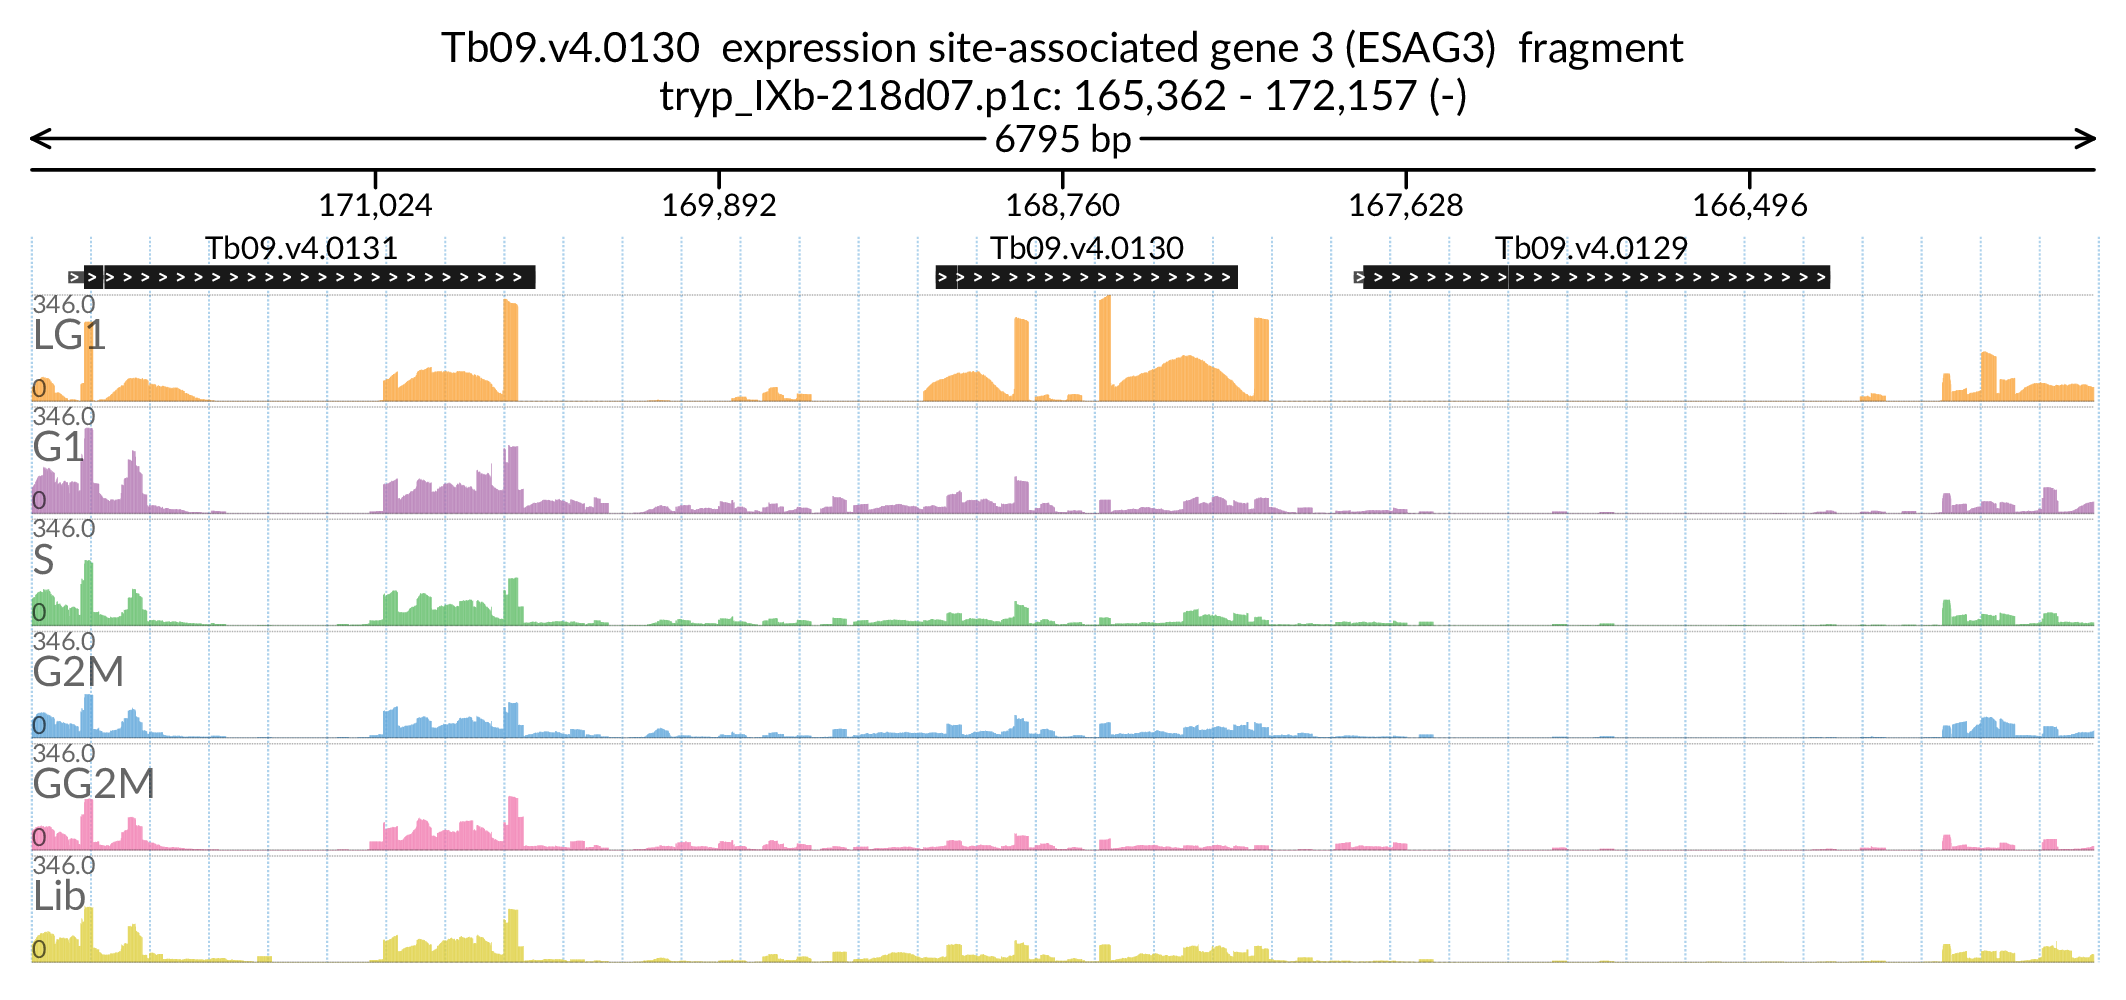 Tb09.v4.0130 expression site-associated gene 3 (ESAG3) fragment
tryp_IXb-218d07.p1c: 165,362 - 172,157 (-)
6795 bp
171,024 169,892 168,760 167,628 166,496
Tb09.v4.0131 Tb09.v4.0130 Tb09.v4.0129
346.0
LG1
0
346.0
G1
0
346.0
S
0
346.0
G2M
0
346.0
GG2M
0
346.0
Lib
0